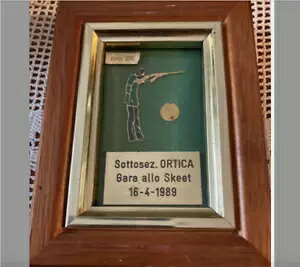 Sottosez. ORTICA
Gara allo Skeet
16-4-1989